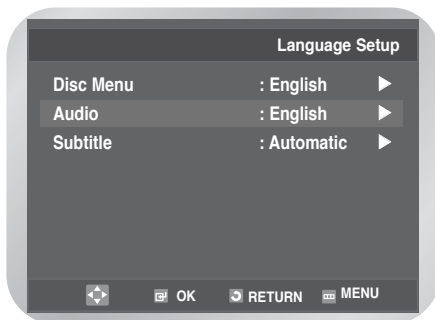 Language Setup
Disc Menu : English
Audio : English
Subtitle : Automatic
OK RETURN MENU